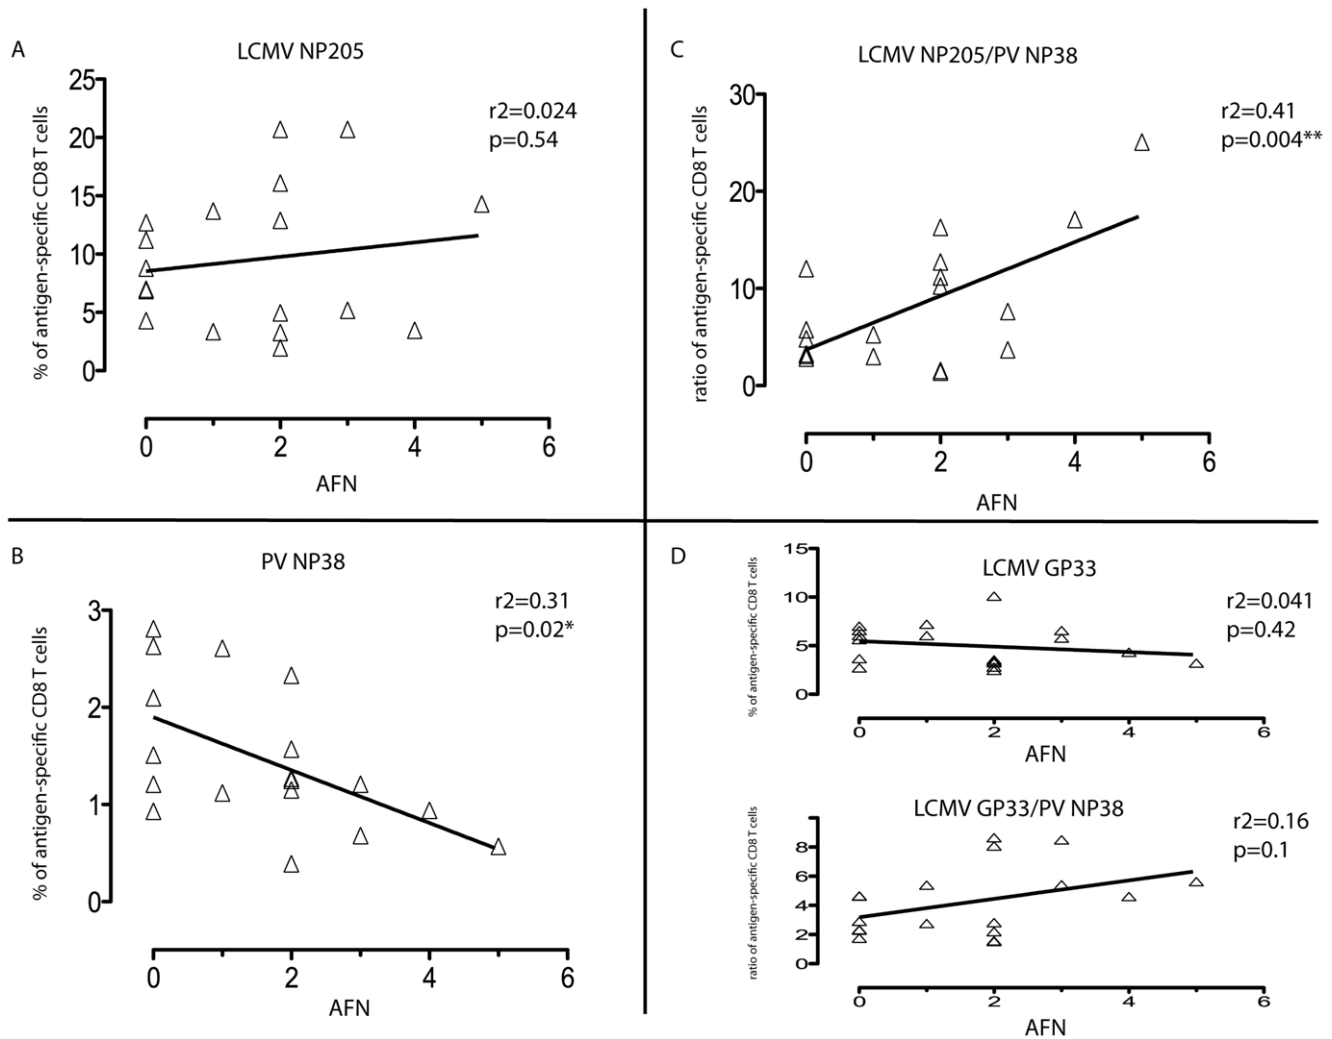 A
LCMV NP205
r2=0.024
p=0.54
% of antigen-specific CD8 T cells
25
20
15
10
5
0
0 2 4 6
AFN
C
LCMV NP205/PV NP38
r2=0.41
p=0.004**
ratio of antigen-specific CD8 T cells
30
20
10
0
0 2 4 6
AFN
B
PV NP38
r2=0.31
p=0.02*
% of antigen-specific CD8 T cells
3
2
1
0
0 2 4 6
AFN
D
LCMV GP33
r2=0.041
p=0.42
% of antigen-specific CD8 T cells
15
10
5
0
0 2 4 6
AFN
LCMV GP33/PV NP38
r2=0.16
p=0.1
ratio of antigen-specific CD8 T cells
8
6
4
2
0
0 2 4 6
AFN